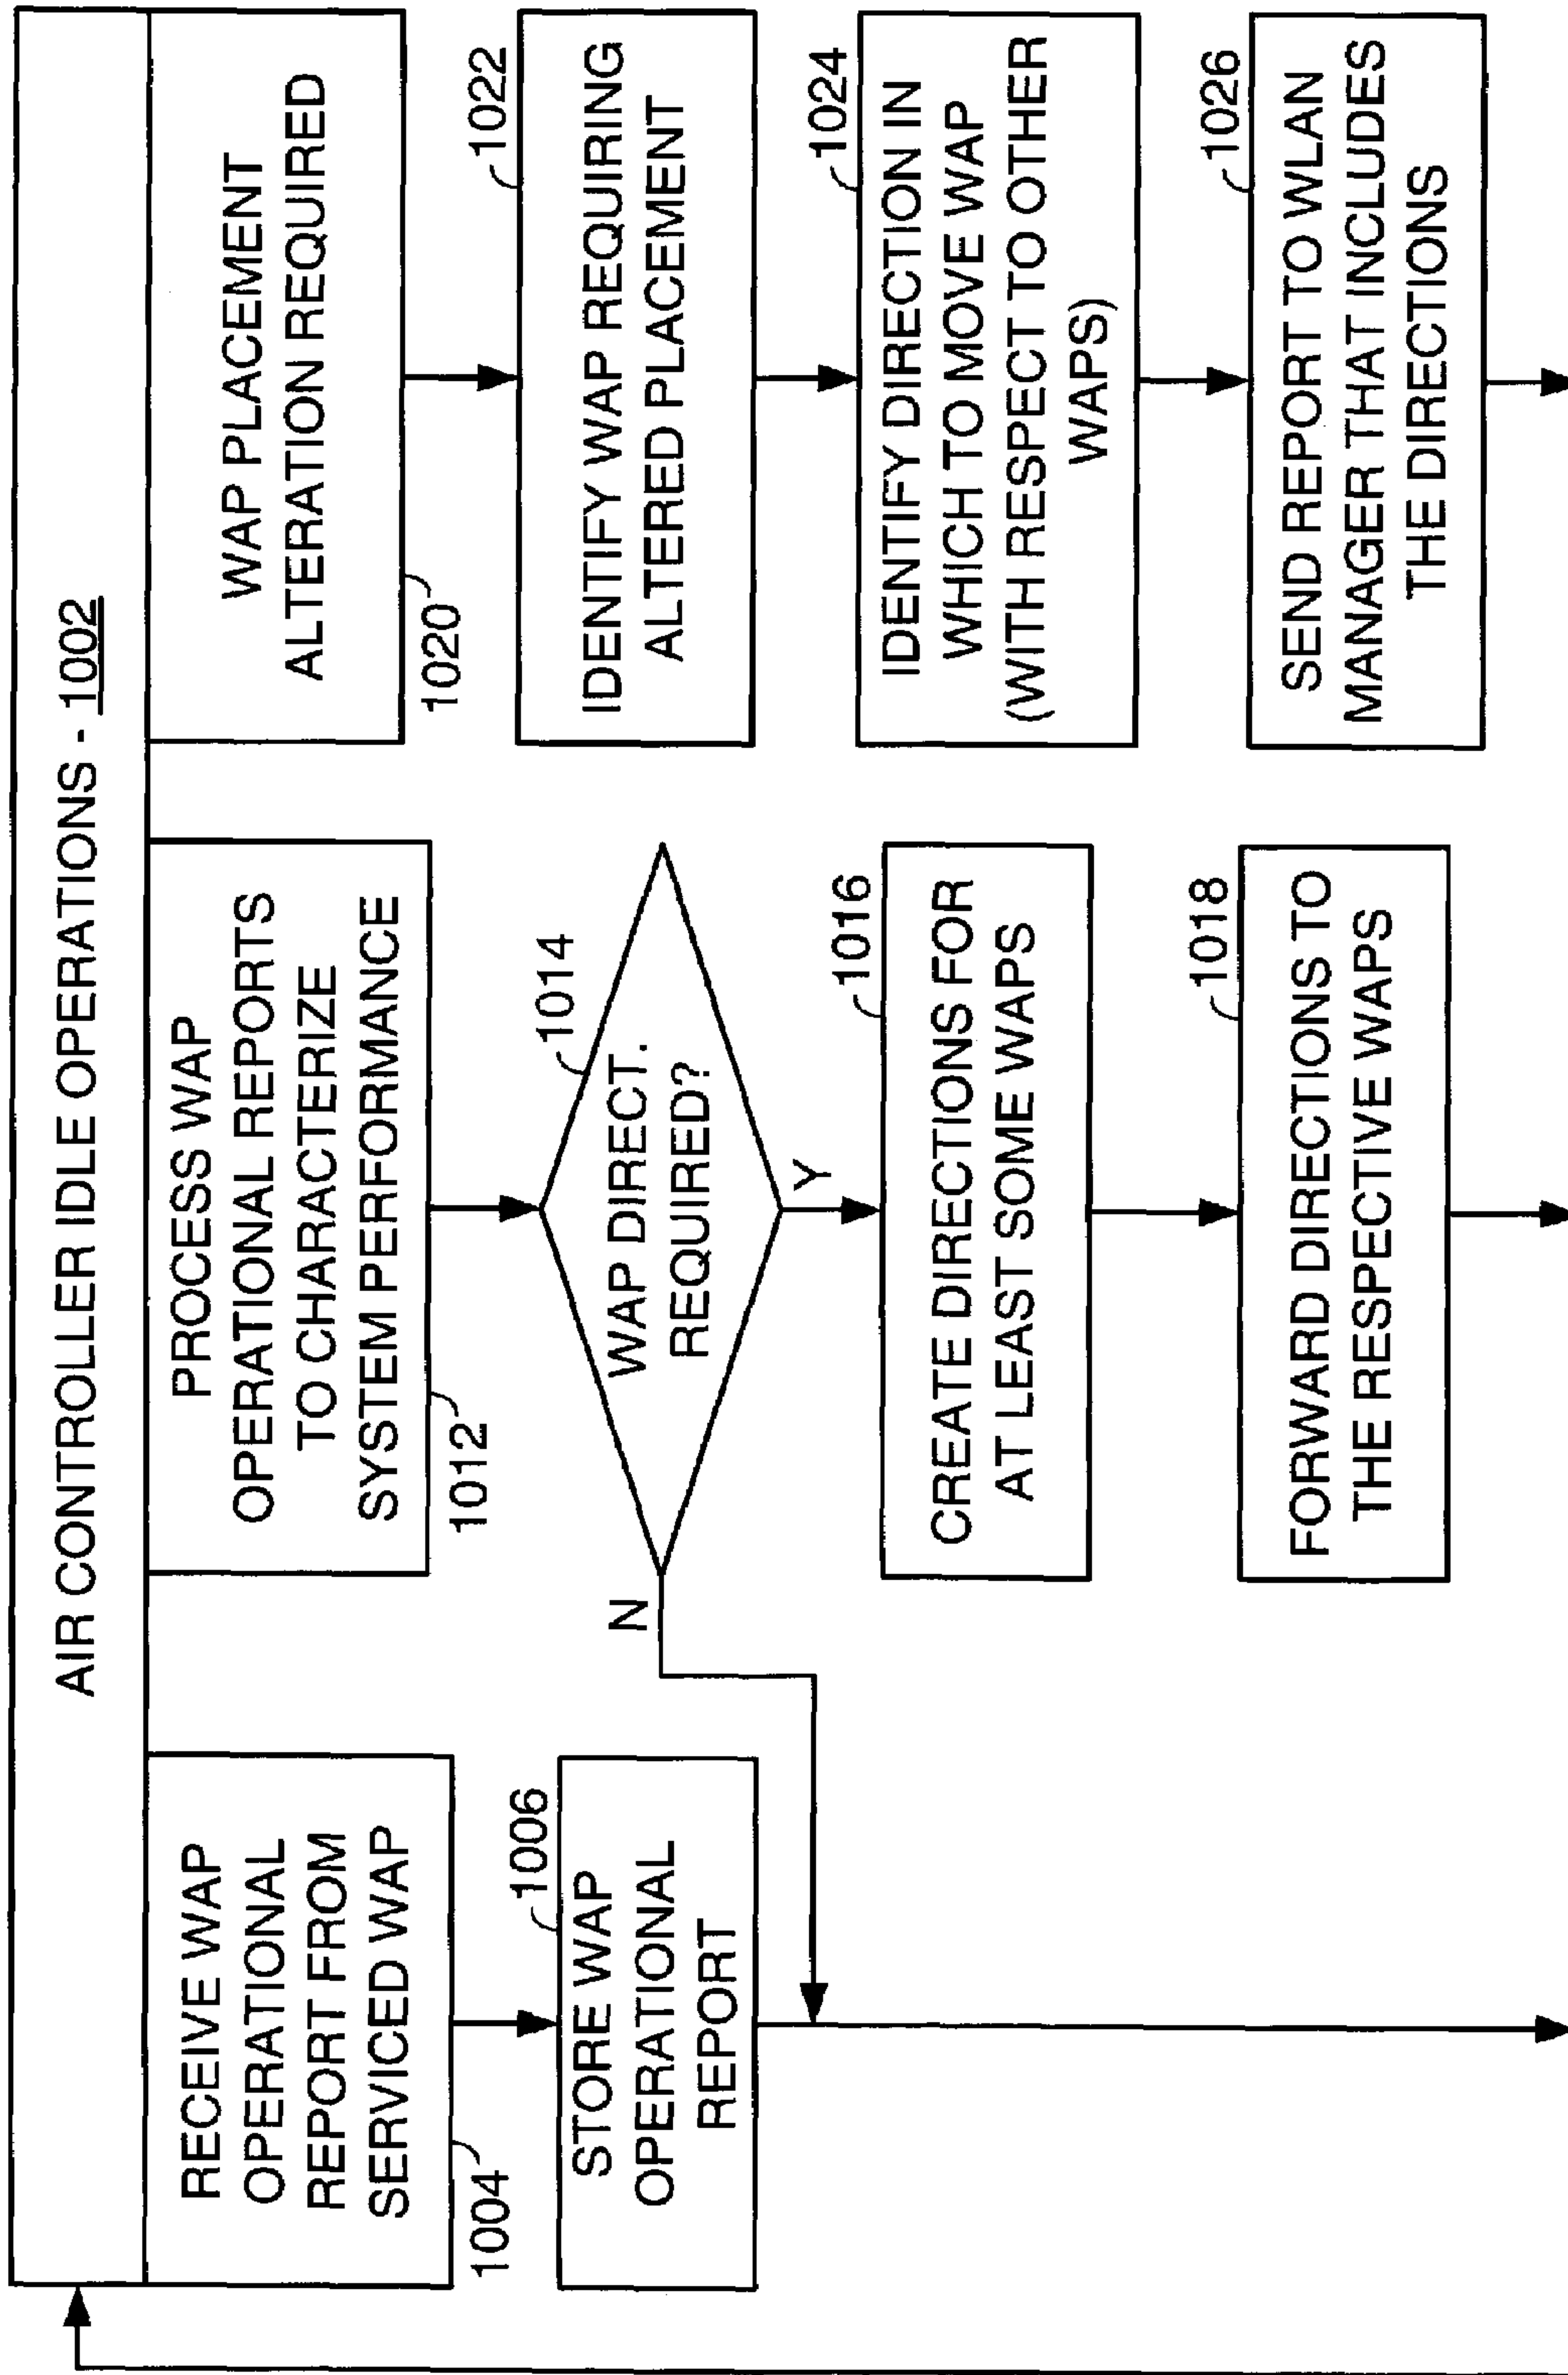 AIR CONTROLLER IDLE OPERATIONS - 1002
RECEIVE WAP
OPERATIONAL
REPORT FROM
SERVICED WAP
1004
1006
STORE WAP
OPERATIONAL
REPORT
PROCESS WAP
OPERATIONAL REPORTS
TO CHARACTERIZE
SYSTEM PERFORMANCE
1012
1014
WAP DIRECT.
REQUIRED?
N
Y
1016
CREATE DIRECTIONS FOR
AT LEAST SOME WAPS
1018
FORWARD DIRECTIONS TO
THE RESPECTIVE WAPS
WAP PLACEMENT
ALTERATION REQUIRED
1020
1022
IDENTIFY WAP REQUIRING
ALTERED PLACEMENT
1024
IDENTIFY DIRECTION IN
WHICH TO MOVE WAP
(WITH RESPECT TO OTHER
WAPS)
1026
SEND REPORT TO WLAN
MANAGER THAT INCLUDES
THE DIRECTIONS